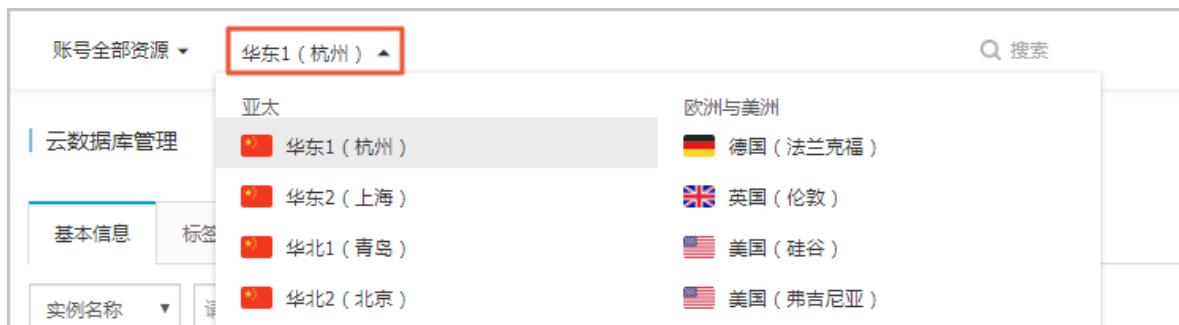 账号全部资源
华东1（杭州）
搜索
亚太
欧洲与美洲
云数据库管理
华东1（杭州）
德国（法兰克福）
华东2（上海）
英国（伦敦）
基本信息
标签
华北1（青岛）
美国（硅谷）
实例名称
华北2（北京）
美国（弗吉尼亚）